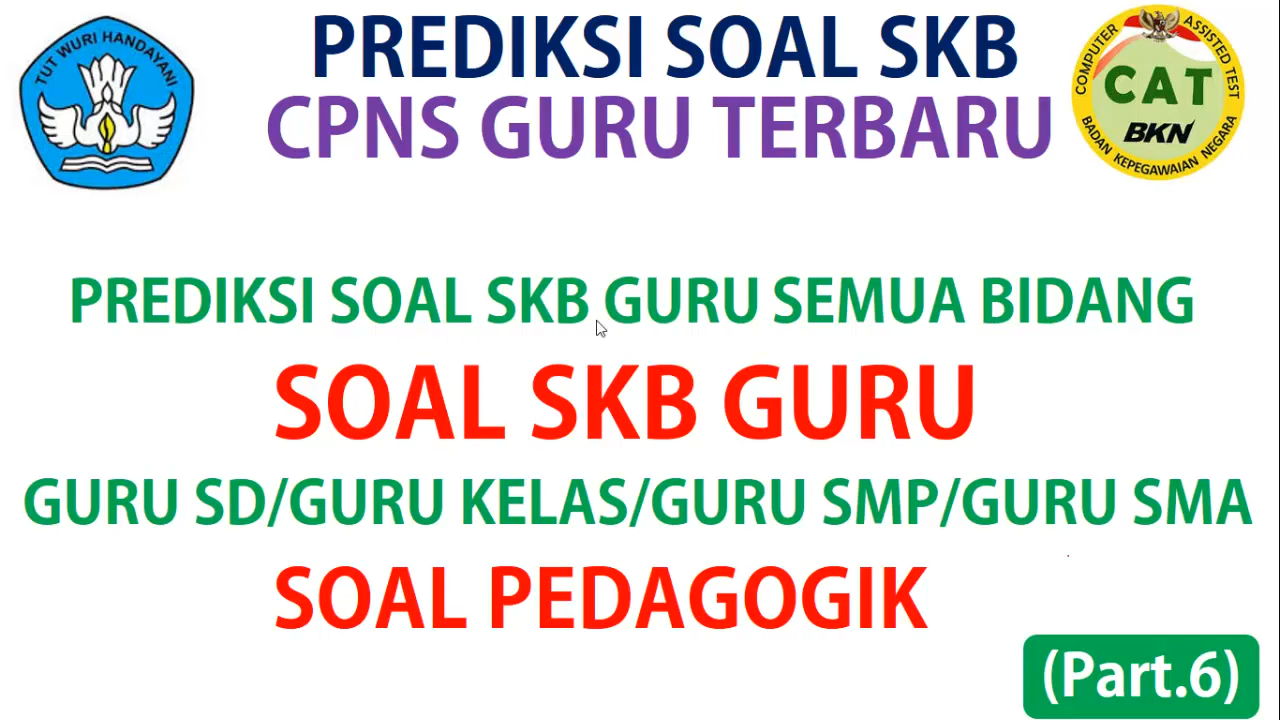 TUT WURI HANDAYANI
PREDIKSI SOAL SKB
CPNS GURU TERBARU
COMPUTER ASSISTED TEST
CAT
BKN
BADAN KEPEGAWAIAN NEGARA
PREDIKSI SOAL SKB GURU SEMUA BIDANG
SOAL SKB GURU
GURU SD/GURU KELAS/GURU SMP/GURU SMA
SOAL PEDAGOGIK
(Part.6)